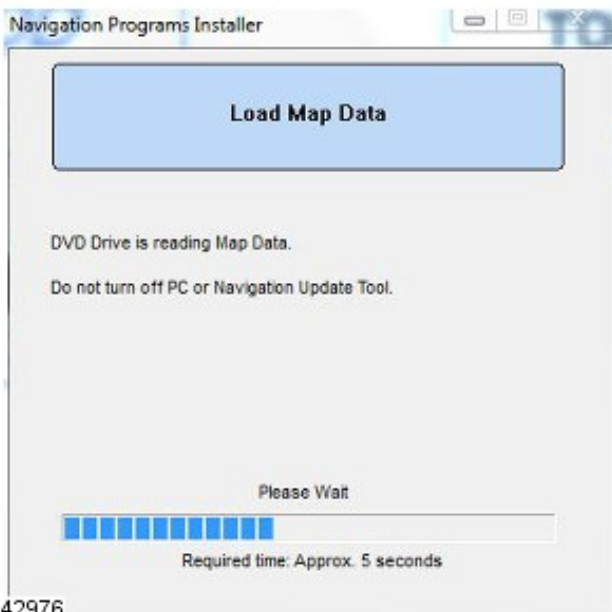 Navigation Programs Installer
TO
Load Map Data
DVD Drive is reading Map Data.
Do not turn off PC or Navigation Update Tool.
Please Wait
Required time: Approx. 5 seconds
42976